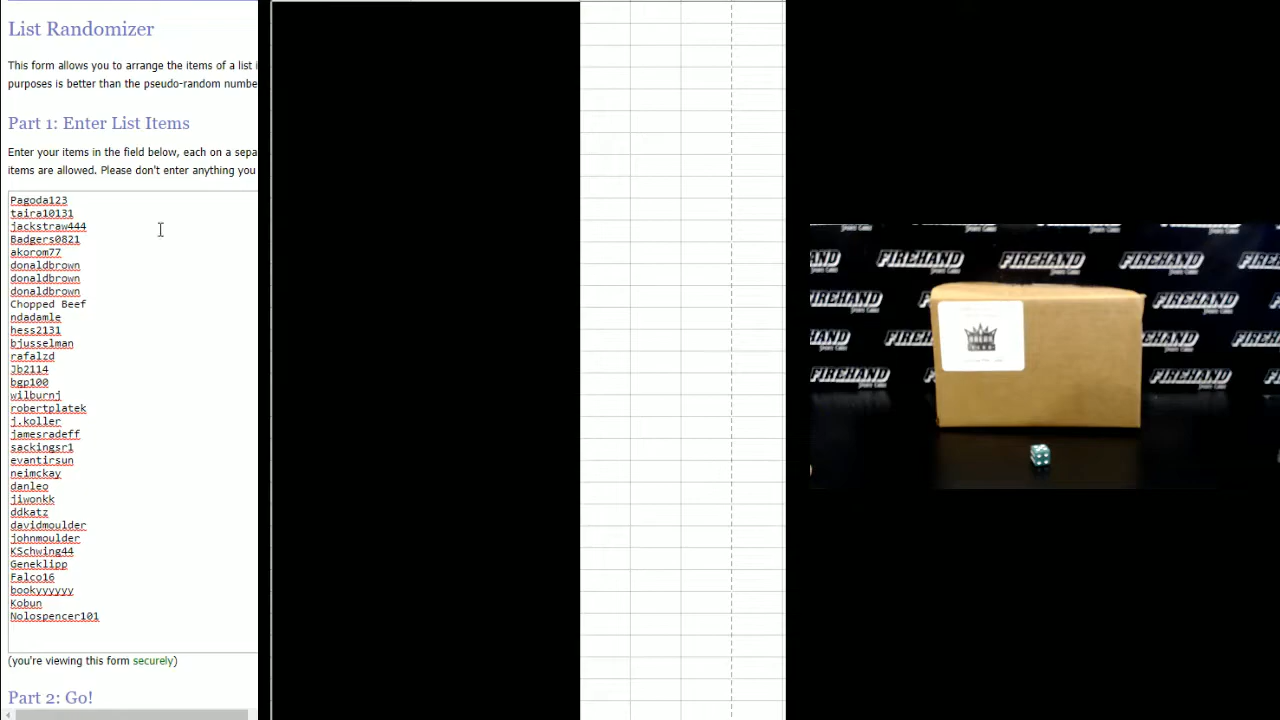 List Randomizer
This form allows you to arrange the items of a list i
purposes is better than the pseudo-random numbe
Part 1: Enter List Items
Enter your items in the field below, each on a sepa
items are allowed. Please don't enter anything you
Pagoda123
taira10131
jackstraw444
Badgers0821
akorom77
donaldbrown
donaldbrown
donaldbrown
Chopped Beef
ndadamle
hess2131
bjusselman
rafalzd
Jb2114
bgp100
wilburnj
robertplatek
j.koller
jamesradeff
sackingsr1
evantirsun
neimckay
danleo
jiwonkk
ddkatz
davidmoulder
johnmoulder
KSchwing44
Geneklipp
Falco16
bookyyyyyy
Kobun
Nolospencer101
(you're viewing this form securely)
Part 2: Go!
FIREHAND
FIREHAND
FIREHAND
FIREHAND
FIREHAND
FIREHAND
FIREHAND
FIREHAND